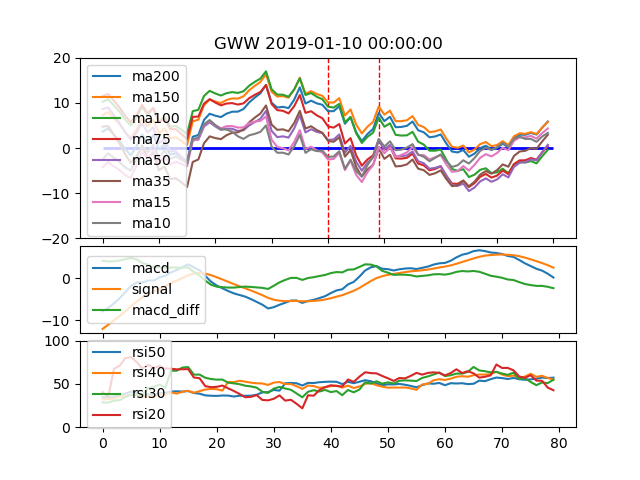 GWW 2019-01-10 00:00:00
20
10
0
−10
−20
ma200
ma150
ma100
ma75
ma50
ma35
ma15
ma10
0
−10
macd
signal
macd_diff
100
50
0
rsi50
rsi40
rsi30
rsi20
0 10 20 30 40 50 60 70 80